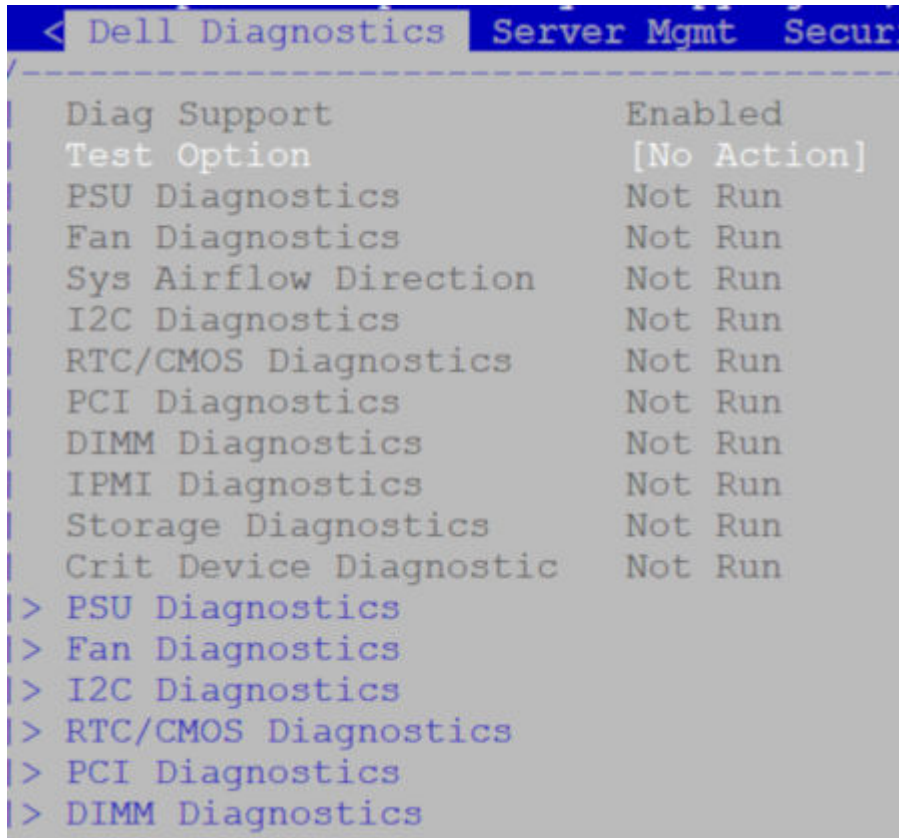 < Dell Diagnostics Server Mgmt
/--------------------------------------------------
| Diag Support Enabled
| Test Option [No Action]
| PSU Diagnostics Not Run
| Fan Diagnostics Not Run
| Sys Airflow Direction Not Run
| I2C Diagnostics Not Run
| RTC/CMOS Diagnostics Not Run
| PCI Diagnostics Not Run
| DIMM Diagnostics Not Run
| IPMI Diagnostics Not Run
| Storage Diagnostics Not Run
| Crit Device Diagnostic Not Run
|> PSU Diagnostics
|> Fan Diagnostics
|> I2C Diagnostics
|> RTC/CMOS Diagnostics
|> PCI Diagnostics
|> DIMM Diagnostics